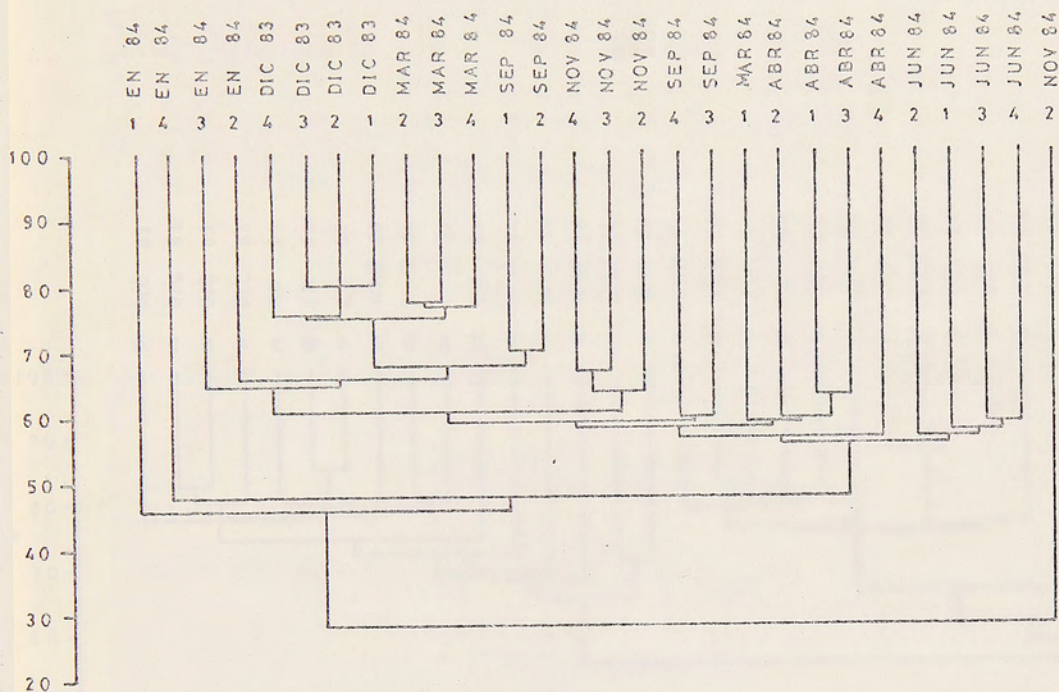 1 EN 84
4 EN 84
3 EN 84
2 EN 84
4 DIC 83
3 DIC 83
2 DIC 83
1 DIC 83
2 MAR 84
3 MAR 84
4 MAR 84
1 SEP 84
2 SEP 84
4 NOV 84
3 NOV 84
2 NOV 84
4 SEP 84
3 SEP 84
1 MAR 84
2 ABR 84
1 ABR 84
3 ABR 84
4 ABR 84
2 JUN 84
1 JUN 84
3 JUN 84
4 JUN 84
2 NOV 84
100
90
80
70
60
50
40
30
20